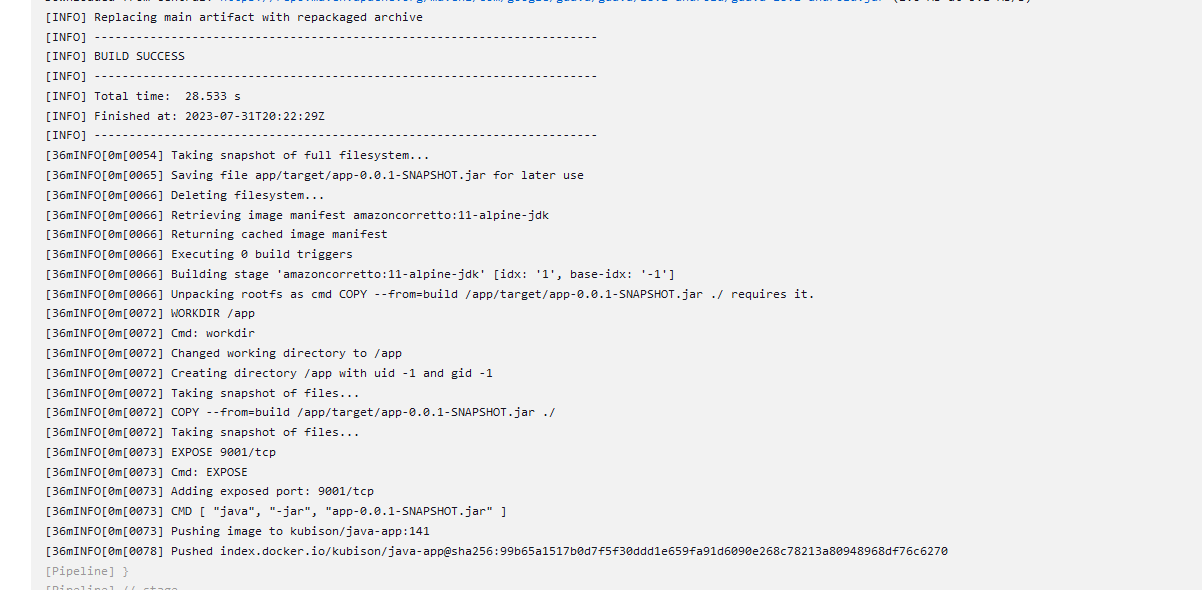 [INFO] Replacing main artifact with repackaged archive
[INFO] ------------------------------------------------------------------------
[INFO] BUILD SUCCESS
[INFO] ------------------------------------------------------------------------
[INFO] Total time:  28.533 s
[INFO] Finished at: 2023-07-31T20:22:29Z
[INFO] ------------------------------------------------------------------------
[36mINFO[0m[0054] Taking snapshot of full filesystem...
[36mINFO[0m[0065] Saving file app/target/app-0.0.1-SNAPSHOT.jar for later use
[36mINFO[0m[0066] Deleting filesystem...
[36mINFO[0m[0066] Retrieving image manifest amazoncorretto:11-alpine-jdk
[36mINFO[0m[0066] Returning cached image manifest
[36mINFO[0m[0066] Executing 0 build triggers
[36mINFO[0m[0066] Building stage 'amazoncorretto:11-alpine-jdk' [idx: '1', base-idx: '-1']
[36mINFO[0m[0066] Unpacking rootfs as cmd COPY --from=build /app/target/app-0.0.1-SNAPSHOT.jar ./ requires it.
[36mINFO[0m[0072] WORKDIR /app
[36mINFO[0m[0072] Cmd: workdir
[36mINFO[0m[0072] Changed working directory to /app
[36mINFO[0m[0072] Creating directory /app with uid -1 and gid -1
[36mINFO[0m[0072] Taking snapshot of files...
[36mINFO[0m[0072] COPY --from=build /app/target/app-0.0.1-SNAPSHOT.jar ./
[36mINFO[0m[0072] Taking snapshot of files...
[36mINFO[0m[0073] EXPOSE 9001/tcp
[36mINFO[0m[0073] Cmd: EXPOSE
[36mINFO[0m[0073] Adding exposed port: 9001/tcp
[36mINFO[0m[0073] CMD [ "java", "-jar", "app-0.0.1-SNAPSHOT.jar" ]
[36mINFO[0m[0073] Pushing image to kubison/java-app:141
[36mINFO[0m[0078] Pushed index.docker.io/kubison/java-app@sha256:99b65a1517b0d7f5f30ddd1e659fa91d6090e268c78213a80948968df76c6270
[Pipeline] }
[Pipeline] // stage